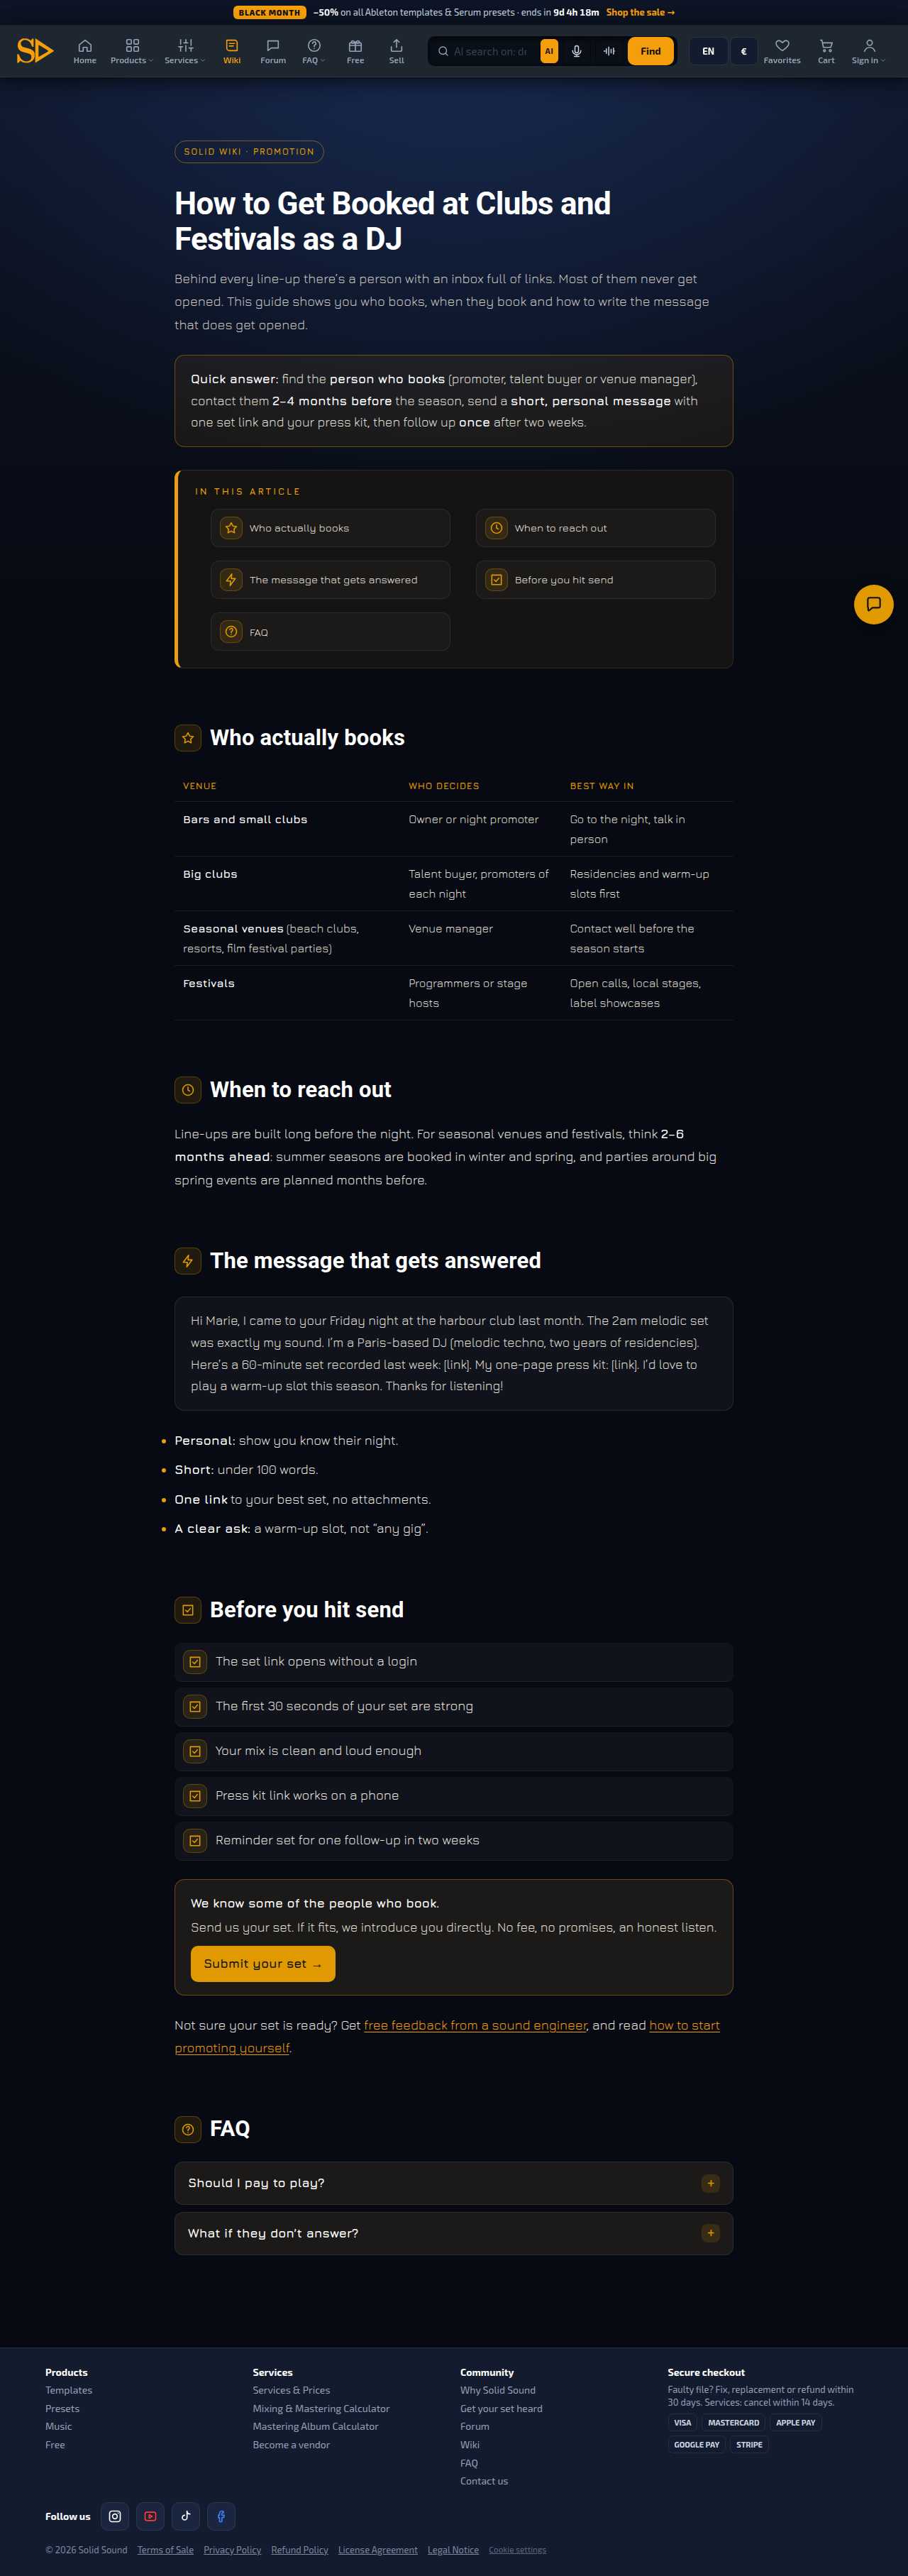 BLACK MONTH −50% on all Ableton templates & Serum presets · ends in 9d 4h 18m Shop the sale →
Home Products Services Wiki Forum FAQ Free Sell AI search on: AI Find EN € Favorites Cart Sign in
SOLID WIKI · PROMOTION
How to Get Booked at Clubs and
Festivals as a DJ
Behind every line-up there's a person with an inbox full of links. Most of them never get
opened. This guide shows you who books, when they book and how to write the message
that does get opened.
Quick answer: find the person who books (promoter, talent buyer or venue manager),
contact them 2–4 months before the season, send a short, personal message with
one set link and your press kit, then follow up once after two weeks.
IN THIS ARTICLE
Who actually books
When to reach out
The message that gets answered
Before you hit send
FAQ
Who actually books
VENUE WHO DECIDES BEST WAY IN
Bars and small clubs Owner or night promoter Go to the night, talk in
person
Big clubs Talent buyer, promoters of Residencies and warm-up
each night slots first
Seasonal venues (beach clubs, Venue manager Contact well before the
resorts, film festival parties) season starts
Festivals Programmers or stage Open calls, local stages,
hosts label showcases
When to reach out
Line-ups are built long before the night. For seasonal venues and festivals, think 2–6
months ahead: summer seasons are booked in winter and spring, and parties around big
spring events are planned months before.
The message that gets answered
Hi Marie, I came to your Friday night at the harbour club last month. The 2am melodic set
was exactly my sound. I'm a Paris-based DJ (melodic techno, two years of residencies).
Here's a 60-minute set recorded last week: [link]. My one-page press kit: [link]. I'd love to
play a warm-up slot this season. Thanks for listening!
Personal: show you know their night.
Short: under 100 words.
One link to your best set, no attachments.
A clear ask: a warm-up slot, not "any gig".
Before you hit send
The set link opens without a login
The first 30 seconds of your set are strong
Your mix is clean and loud enough
Press kit link works on a phone
Reminder set for one follow-up in two weeks
We know some of the people who book.
Send us your set. If it fits, we introduce you directly. No fee, no promises, an honest listen.
Submit your set →
Not sure your set is ready? Get free feedback from a sound engineer, and read how to start
promoting yourself.
FAQ
Should I pay to play? +
What if they don't answer? +
Products
Templates
Presets
Music
Free
Services
Services & Prices
Mixing & Mastering Calculator
Mastering Album Calculator
Become a vendor
Community
Why Solid Sound
Get your set heard
Forum
Wiki
FAQ
Contact us
Secure checkout
Faulty file? Fix, replacement or refund within
30 days. Services: cancel within 14 days.
VISA MASTERCARD APPLE PAY
GOOGLE PAY STRIPE
Follow us
© 2026 Solid Sound Terms of Sale Privacy Policy Refund Policy License Agreement Legal Notice Cookie settings